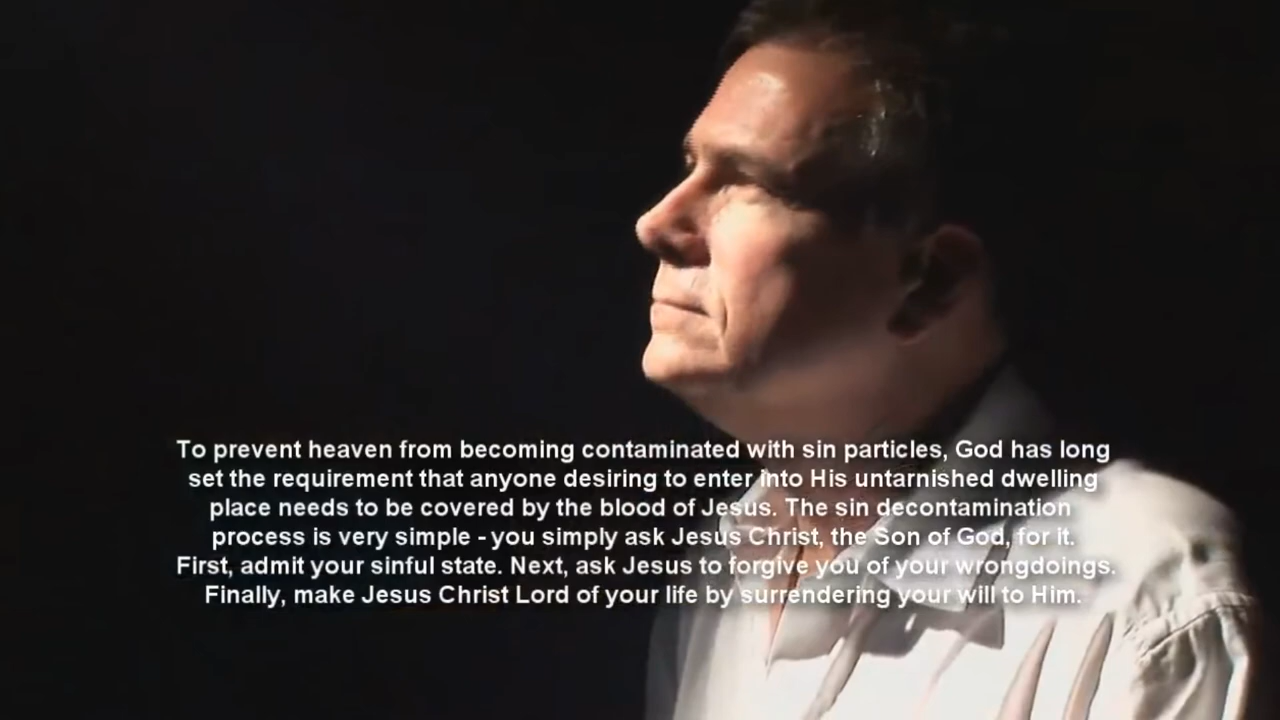 To prevent heaven from becoming contaminated with sin particles, God has long
set the requirement that anyone desiring to enter into His untarnished dwelling
place needs to be covered by the blood of Jesus. The sin decontamination
process is very simple - you simply ask Jesus Christ, the Son of God, for it.
First, admit your sinful state. Next, ask Jesus to forgive you of your wrongdoings.
Finally, make Jesus Christ Lord of your life by surrendering your will to Him.